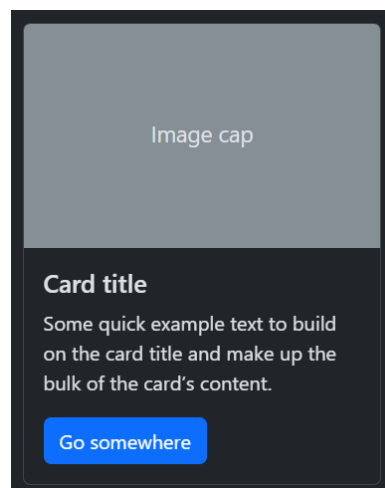 Image cap
Card title
Some quick example text to build
on the card title and make up the
bulk of the card’s content.
Go somewhere